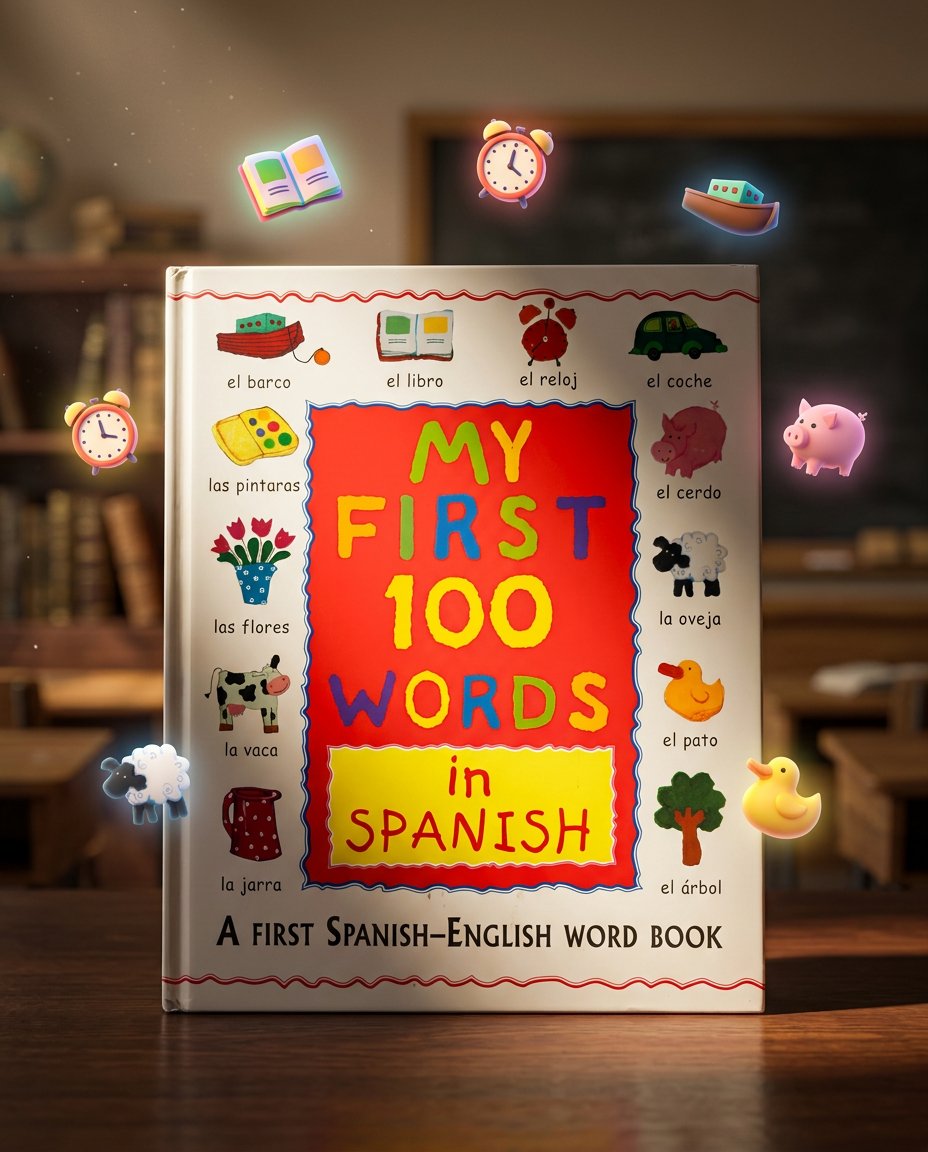 el barco
el libro
el reloj
el coche
las pintaras
el cerdo
las flores
la oveja
la vaca
el pato
la jarra
el árbol
MY
FIRST
100
WORDS
in
SPANISH
A FIRST SPANISH–ENGLISH WORD BOOK